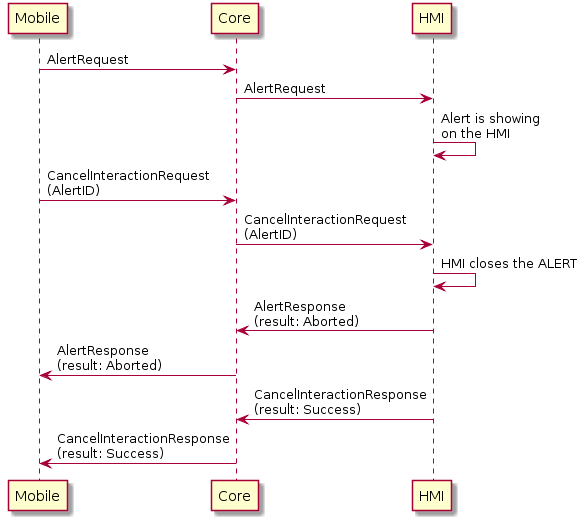 Mobile
Core
HMI
AlertRequest
AlertRequest
Alert is showing
on the HMI
CancelInteractionRequest
(AlertID)
CancelInteractionRequest
(AlertID)
HMI closes the ALERT
AlertResponse
(result: Aborted)
AlertResponse
(result: Aborted)
CancelInteractionResponse
(result: Success)
CancelInteractionResponse
(result: Success)
Mobile
Core
HMI